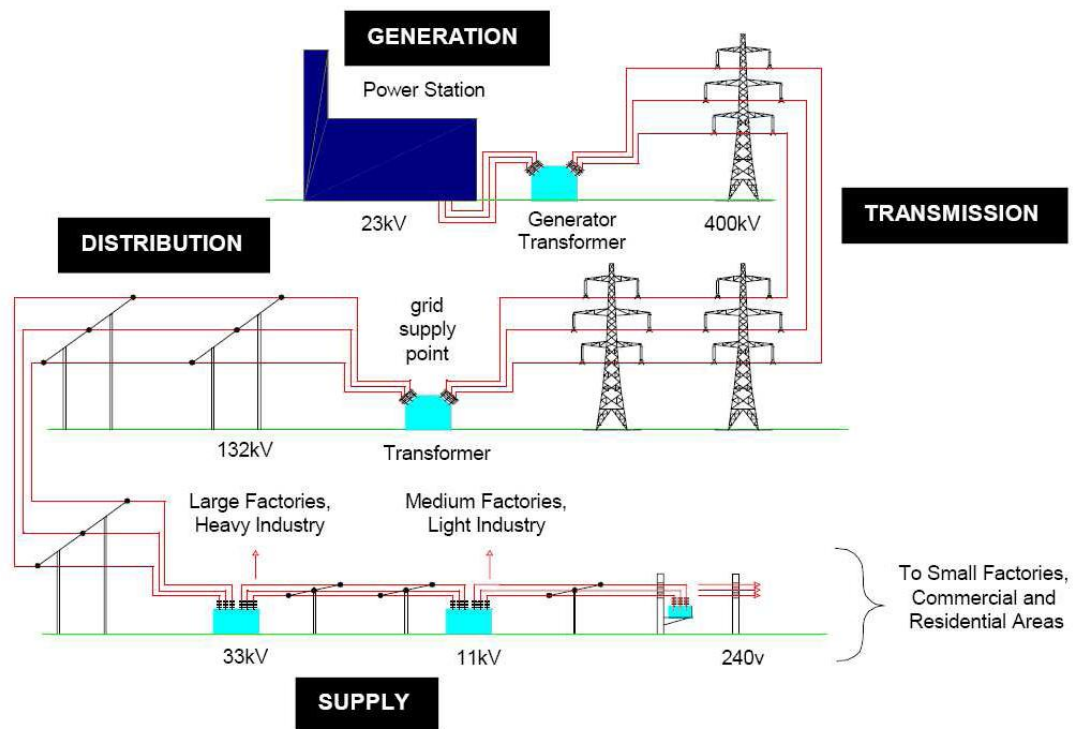 GENERATION
Power Station
23kV
Generator
Transformer
400kV
TRANSMISSION
DISTRIBUTION
grid
supply
point
132kV
Transformer
Large Factories,
Heavy Industry
Medium Factories,
Light Industry
To Small Factories,
Commercial and
Residential Areas
33kV
11kV
240v
SUPPLY